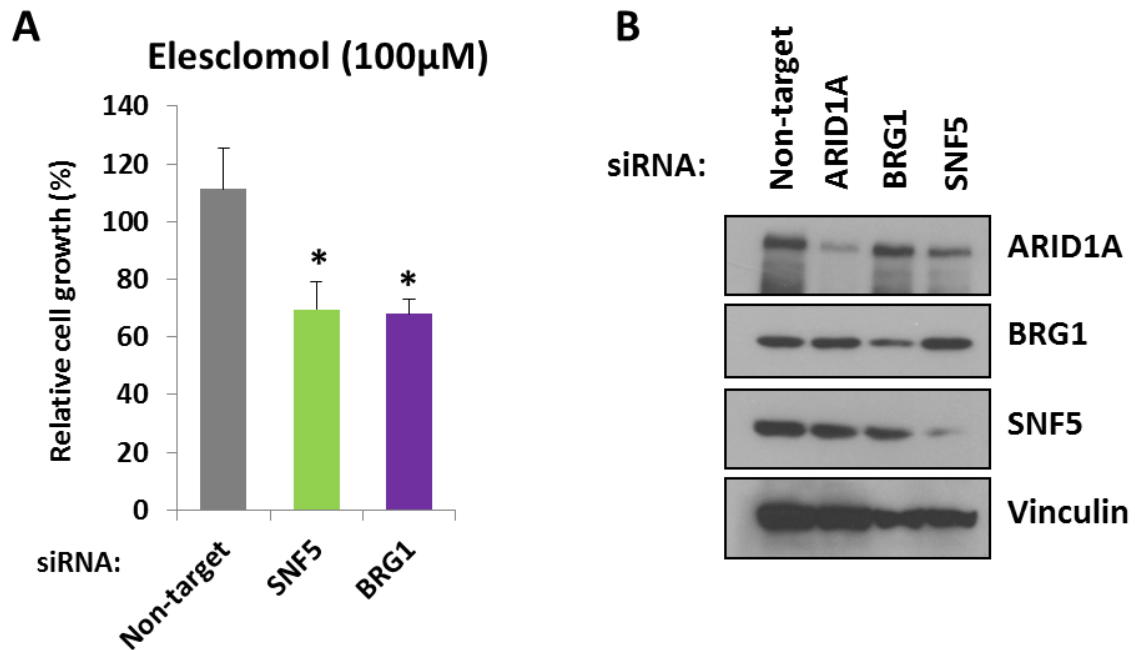 A
Elesclomol (100µM)
Relative cell growth (%)
140
120
100
80
60
40
20
0
*
*
siRNA:
Non-target
SNF5
BRG1
B
siRNA:
Non-target
ARID1A
BRG1
SNF5
ARID1A
BRG1
SNF5
Vinculin